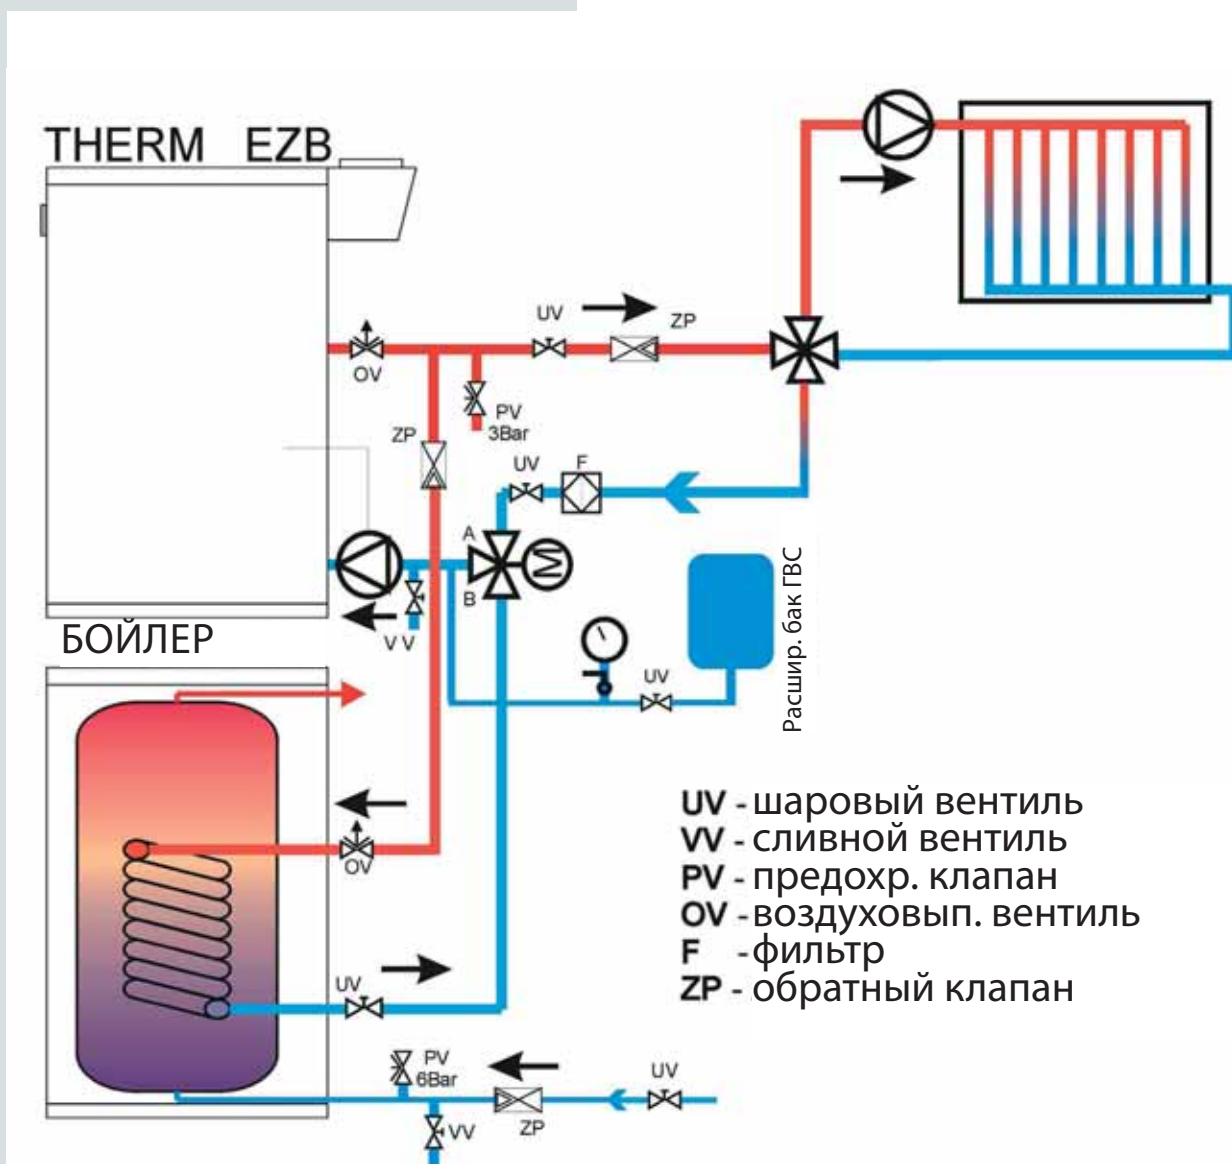 THERM EZB
UV
ZP
OV
PV
3Bar
ZP
UV
F
A
M
B
V V
БОЙЛЕР
UV
Расшир. бак ГВС
OV
UV
PV
6Bar
UV
ZP
VV
UV - шаровый вентиль
VV - сливной вентиль
PV - предохр. клапан
OV - воздуховып. вентиль
F - фильтр
ZP - обратный клапан